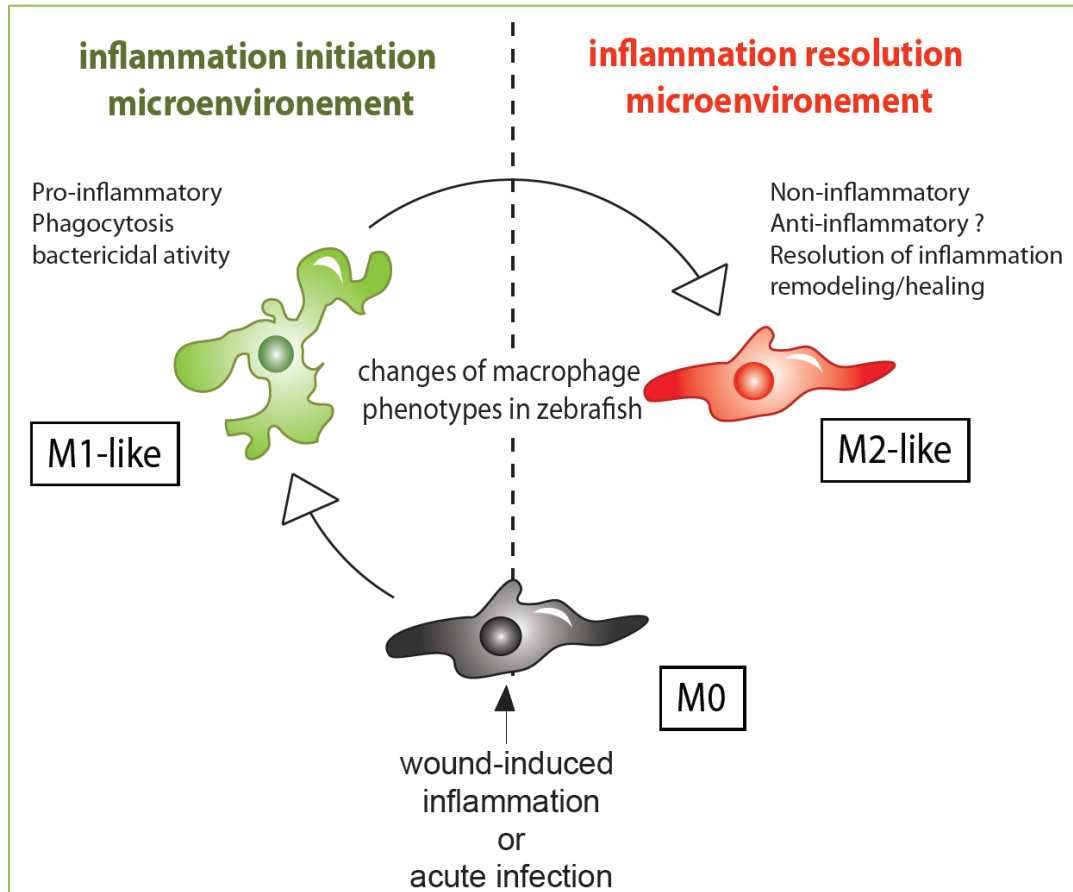 inflammation initiation
microenvironement
inflammation resolution
microenvironement
Pro-inflammatory
Phagocytosis
bactericidal ativity
Non-inflammatory
Anti-inflammatory ?
Resolution of inflammation
remodeling/healing
changes of macrophage
phenotypes in zebrafish
M1-like
M2-like
M0
wound-induced
inflammation
or
acute infection